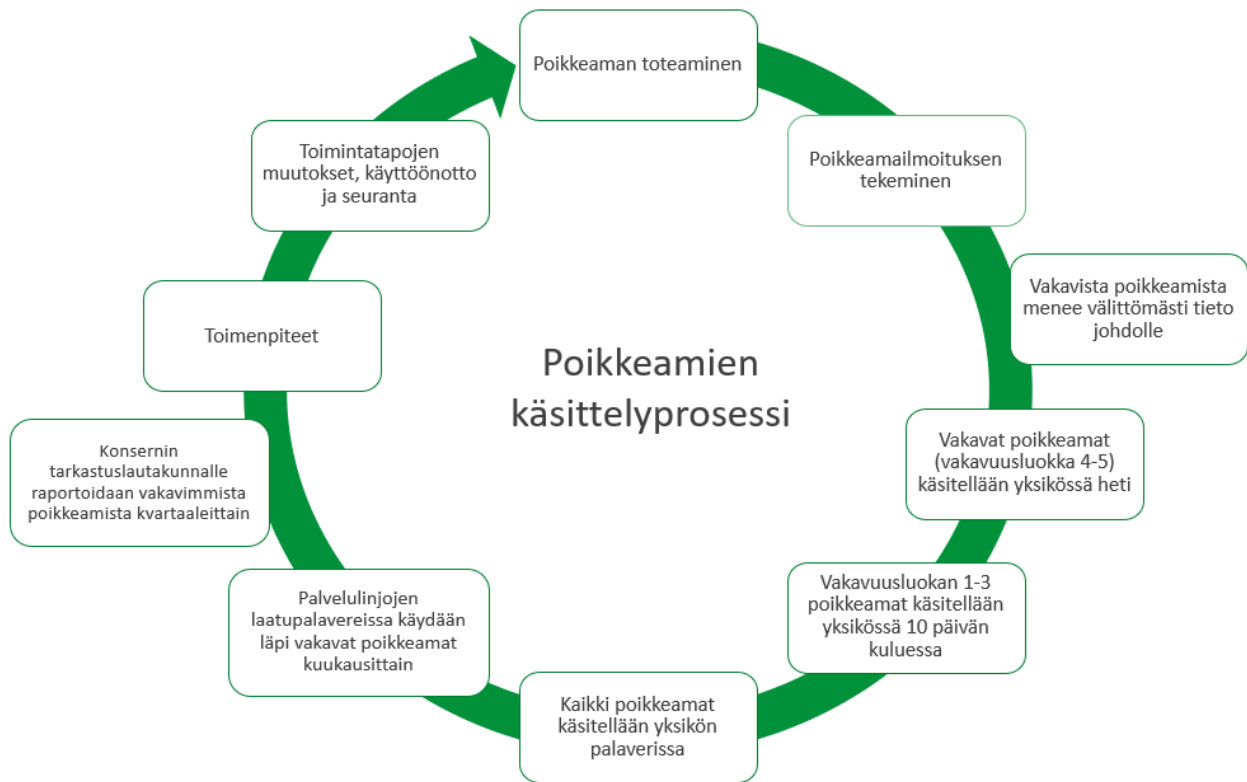 Poikkeaman toteaminen
Poikkeamailmoituksen
tekeminen
Vakavista poikkeamista
menee välittömästi tieto
johdolle
Vakavat poikkeamat
(vakavuusluokka 4-5)
käsitellään yksikössä heti
Vakavuusluokan 1-3
poikkeamat käsitellään
yksikössä 10 päivän
kuluessa
Kaikki poikkeamat
käsitellään yksikön
palaverissa
Palvelulinjojen
laatupalavereissa käydään
läpi vakavat poikkeamat
kuukausittain
Konsernin
tarkastuslautakunnalle
raportoidaan vakavimmista
poikkeamista kvartaaleittain
Toimenpiteet
Toimintatapojen
muutokset, käyttöönotto
ja seuranta
Poikkeamien
käsittelyprosessi